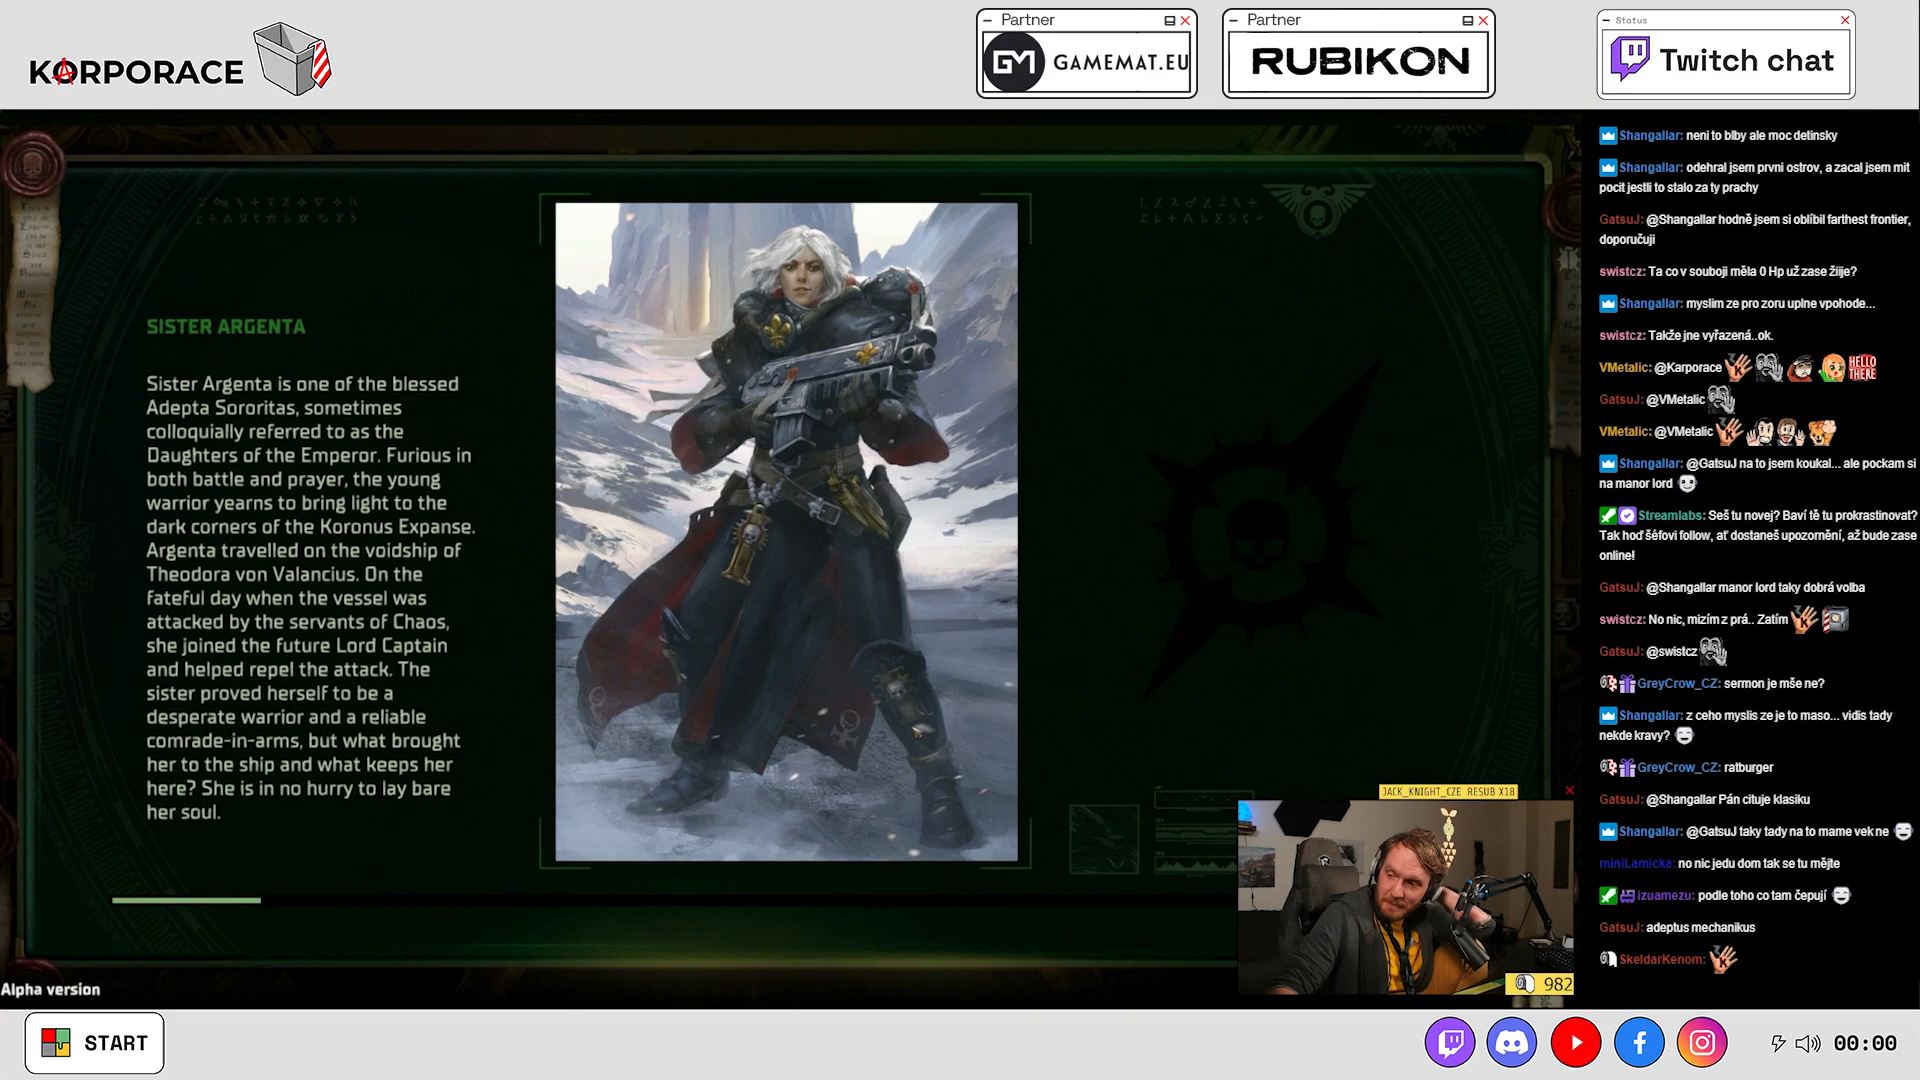 KARPORACE
Partner
GM GAMEMAT.EU
Partner
RUBIKON
Status
Twitch chat
SISTER ARGENTA
Sister Argenta is one of the blessed
Adepta Sororitas, sometimes
colloquially referred to as the
Daughters of the Emperor. Furious in
both battle and prayer, the young
warrior yearns to bring light to the
dark corners of the Koronus Expanse.
Argenta travelled on the voidship of
Theodora von Valancius. On the
fateful day when the vessel was
attacked by the servants of Chaos,
she joined the future Lord Captain
and helped repel the attack. The
sister proved herself to be a
desperate warrior and a reliable
comrade-in-arms, but what brought
her to the ship and what keeps her
here? She is in no hurry to lay bare
her soul.
Alpha version
JACK_KNIGHT_CZE RESUB X18
982
Shangallar: neni to blby ale moc detinsky
Shangallar: odehral jsem prvni ostrov, a zacal jsem mit
pocit jestli to stalo za ty prachy
GatsuJ: @Shangallar hodně jsem si oblíbil farthest frontier,
doporučuji
swistcz: Ta co v souboji měla 0 Hp už zase žiije?
Shangallar: myslim ze pro zoru uplne vpohode...
swistcz: Takže jne vyřazená..ok.
VMetalic: @Karporace HELLO THERE
GatsuJ: @VMetalic
VMetalic: @VMetalic
Shangallar: @GatsuJ na to jsem koukal... ale pockam si
na manor lord
Streamlabs: Seš tu novej? Baví tě tu prokrastinovat?
Tak hoď šéfovi follow, ať dostaneš upozornění, až bude zase
online!
GatsuJ: @Shangallar manor lord taky dobrá volba
swistcz: No nic, mizím z prá.. Zatím
GatsuJ: @swistcz
GreyCrow_CZ: sermon je mše ne?
Shangallar: z ceho myslis ze je to maso... vidis tady
nekde kravy?
GreyCrow_CZ: ratburger
GatsuJ: @Shangallar Pán cituje klasiku
Shangallar: @GatsuJ taky tady na to mame vek ne
miniLamicka: no nic jedu dom tak se tu mějte
izuamezu: podle toho co tam čepují
GatsuJ: adeptus mechanikus
SkeldarKenom:
START
00:00